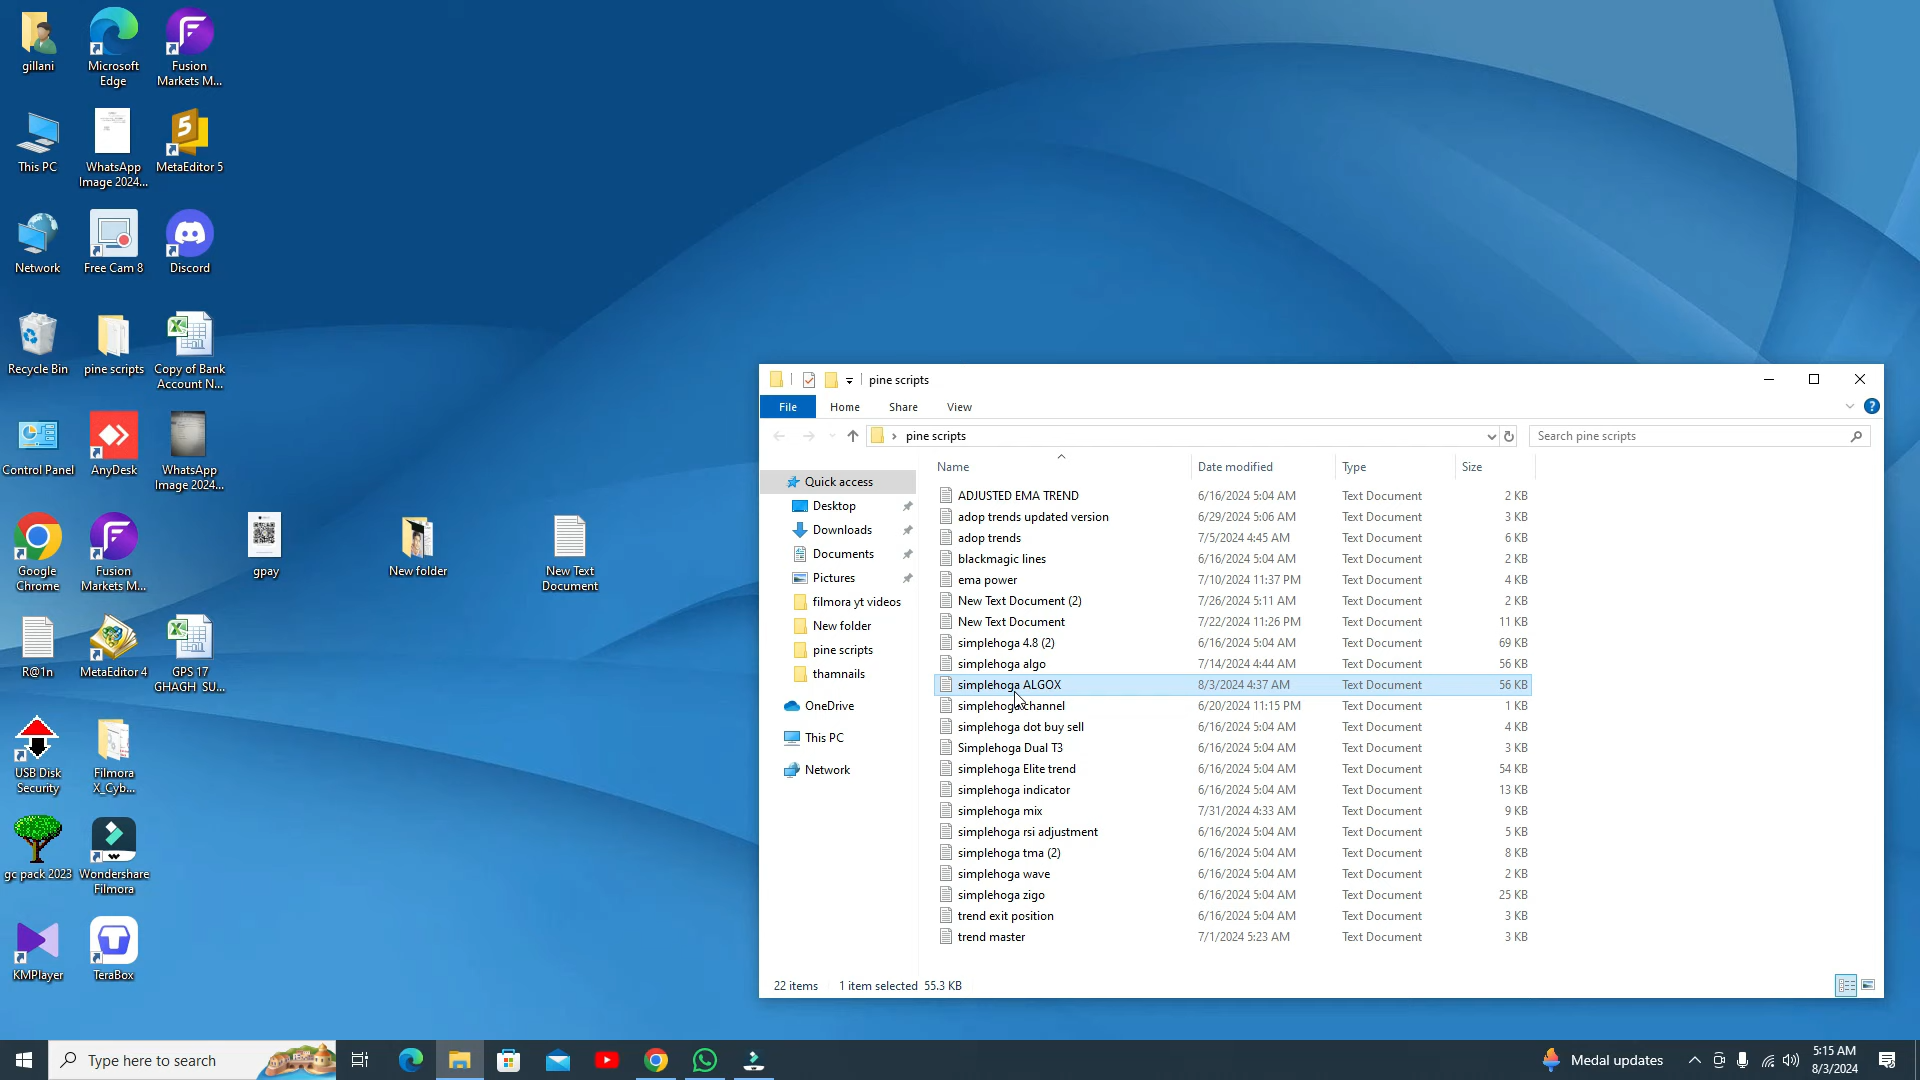 gillani
Microsoft
Edge
Fusion
Markets M...
This PC
WhatsApp
Image 2024...
MetaEditor 5
Network
Free Cam 8
Discord
Recycle Bin
pine scripts
Copy of Bank
Account N...
Control Panel
AnyDesk
WhatsApp
Image 2024...
Google
Chrome
Fusion
Markets M...
gpay
New folder
New Text
Document
R@1n
MetaEditor 4
GPS 17
GHAGH_SU...
USB Disk
Security
Filmora
X_Cyb...
gc pack 2023
Wondershare
Filmora
KMPlayer
TeraBox
pine scripts
File Home Share View
pine scripts
Search pine scripts
Quick access
Desktop
Downloads
Documents
Pictures
filmora yt videos
New folder
pine scripts
thamnails
OneDrive
This PC
Network
Name Date modified Type Size
ADJUSTED EMA TREND 6/16/2024 5:04 AM Text Document 2 KB
adop trends updated version 6/29/2024 5:06 AM Text Document 3 KB
adop trends 7/5/2024 4:45 AM Text Document 6 KB
blackmagic lines 6/16/2024 5:04 AM Text Document 2 KB
ema power 7/10/2024 11:37 PM Text Document 4 KB
New Text Document (2) 7/26/2024 5:11 AM Text Document 2 KB
New Text Document 7/22/2024 11:26 PM Text Document 11 KB
simplehoga 4.8 (2) 6/16/2024 5:04 AM Text Document 69 KB
simplehoga algo 7/14/2024 4:44 AM Text Document 56 KB
simplehoga ALGOX 8/3/2024 4:37 AM Text Document 56 KB
simplehoga channel 6/20/2024 11:15 PM Text Document 1 KB
simplehoga dot buy sell 6/16/2024 5:04 AM Text Document 4 KB
Simplehoga Dual T3 6/16/2024 5:04 AM Text Document 3 KB
simplehoga Elite trend 6/16/2024 5:04 AM Text Document 54 KB
simplehoga indicator 6/16/2024 5:04 AM Text Document 13 KB
simplehoga mix 7/31/2024 4:33 AM Text Document 9 KB
simplehoga rsi adjustment 6/16/2024 5:04 AM Text Document 5 KB
simplehoga tma (2) 6/16/2024 5:04 AM Text Document 8 KB
simplehoga wave 6/16/2024 5:04 AM Text Document 2 KB
simplehoga zigo 6/16/2024 5:04 AM Text Document 25 KB
trend exit position 6/16/2024 5:04 AM Text Document 3 KB
trend master 7/1/2024 5:23 AM Text Document 3 KB
22 items 1 item selected 55.3 KB
Type here to search
Medal updates
5:15 AM
8/3/2024